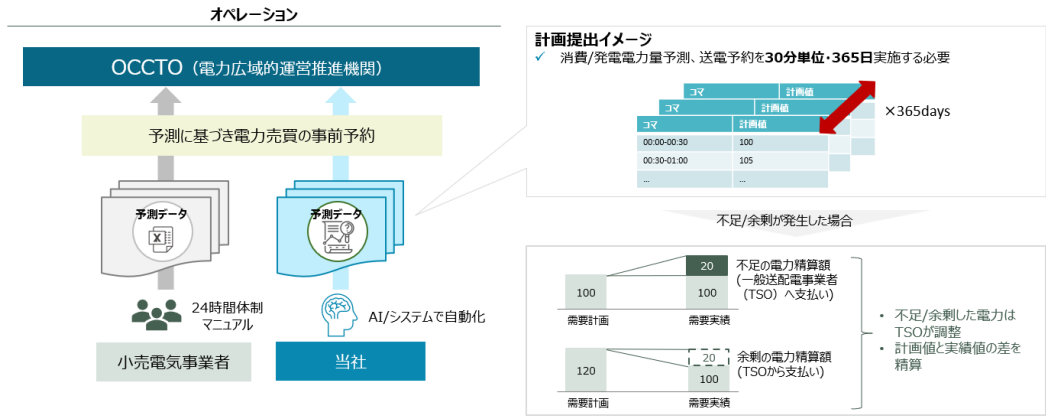 オペレーション
OCCTO（電力広域的運営推進機関）
予測に基づき電力売買の事前予約
予測データ
予測データ
24時間体制
マニュアル
AI/システムで自動化
小売電気事業者
当社
計画提出イメージ
✓ 消費/発電電力量予測、送電予約を30分単位・365日実施する必要
コマ 計画値
コマ 計画値
コマ 計画値
00:00-00:30 100
00:30-01:00 105
... ...
×365days
不足/余剰が発生した場合
100
需要計画
20
100
需要実績
不足の電力精算額
(一般送配電事業者
（TSO）へ支払い)
120
需要計画
20
100
需要実績
余剰の電力精算額
(TSOから支払い)
• 不足/余剰した電力は
TSOが調整
• 計画値と実績値の差を
精算